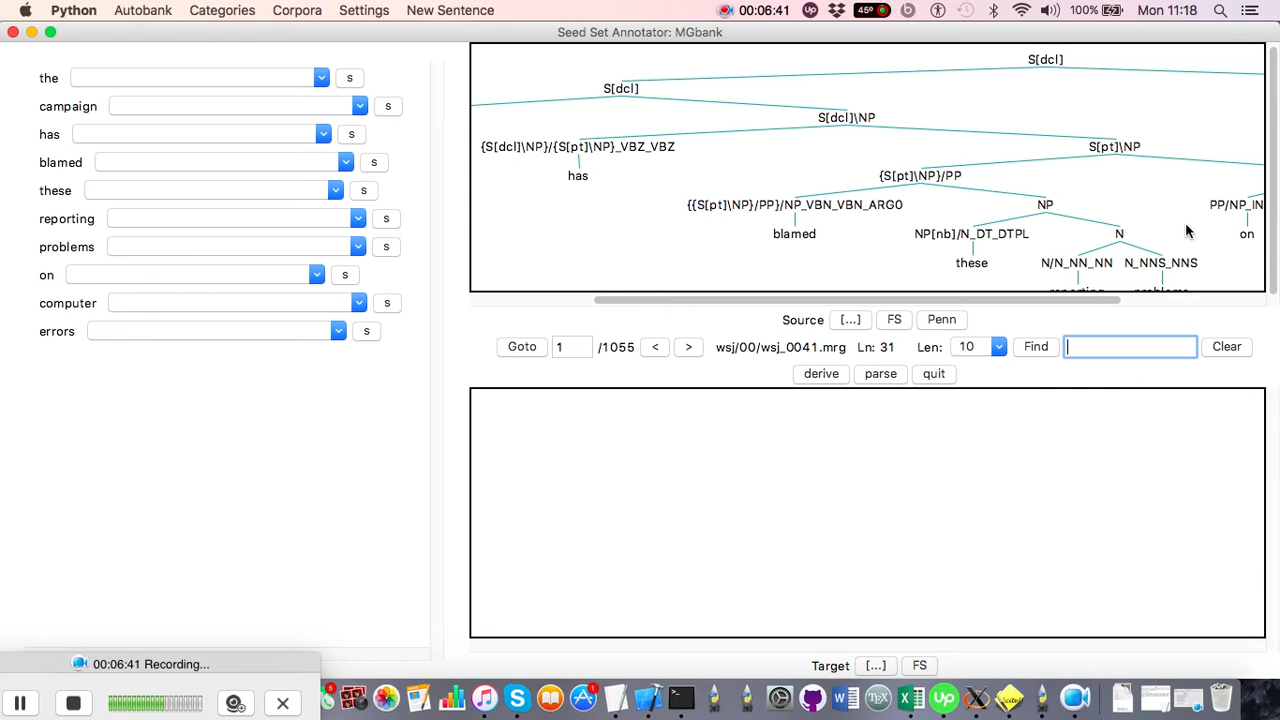 Python Autobank Categories Corpora Settings New Sentence 00:06:41 45° 100% Mon 11:18
Seed Set Annotator: MGbank
the s
campaign s
has s
blamed s
these s
reporting s
problems s
on s
computer s
errors s
S[dcl]
S[dcl]
S[dcl]\NP
{S[dcl]\NP}/{S[pt]\NP}_VBZ_VBZ S[pt]\NP
has {S[pt]\NP}/PP
{{S[pt]\NP}/PP}/NP_VBN_VBN_ARG0 NP PP/NP_IN
blamed NP[nb]/N_DT_DTPL N on
these N/N_NN_NN N_NNS_NNS
reporting problems
Source [...] FS Penn
Goto 1 /1055 < > wsj/00/wsj_0041.mrg Ln: 31 Len: 10 Find Clear
derive parse quit
Target [...] FS
00:06:41 Recording...